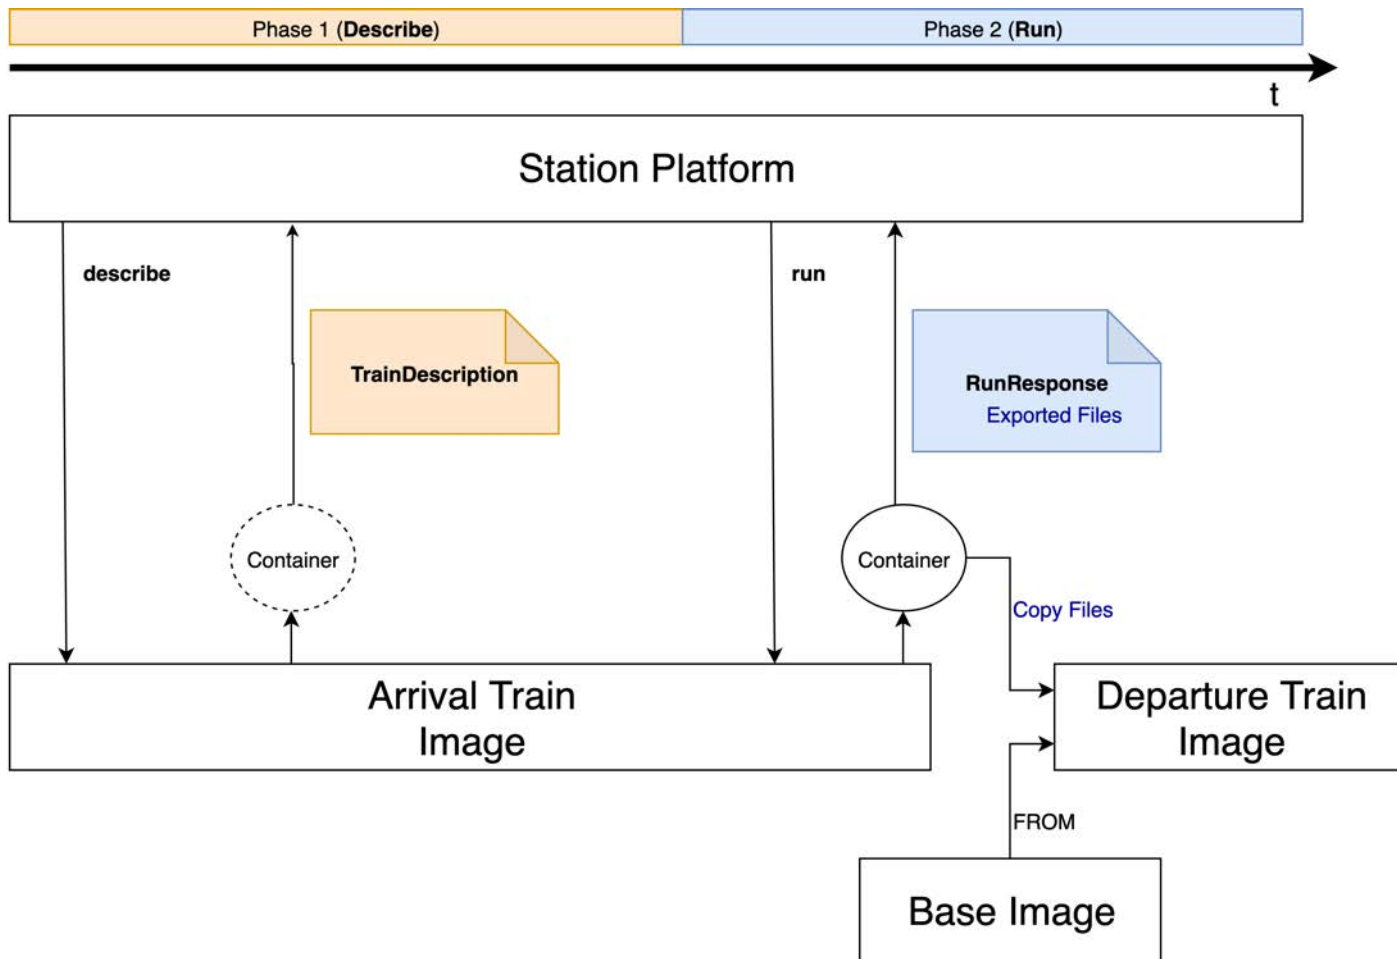 Phase 1 (Describe)
Phase 2 (Run)
t
Station Platform
describe
run
TrainDescription
RunResponse
Exported Files
Container
Container
Copy Files
Arrival Train
Image
Departure Train
Image
FROM
Base Image